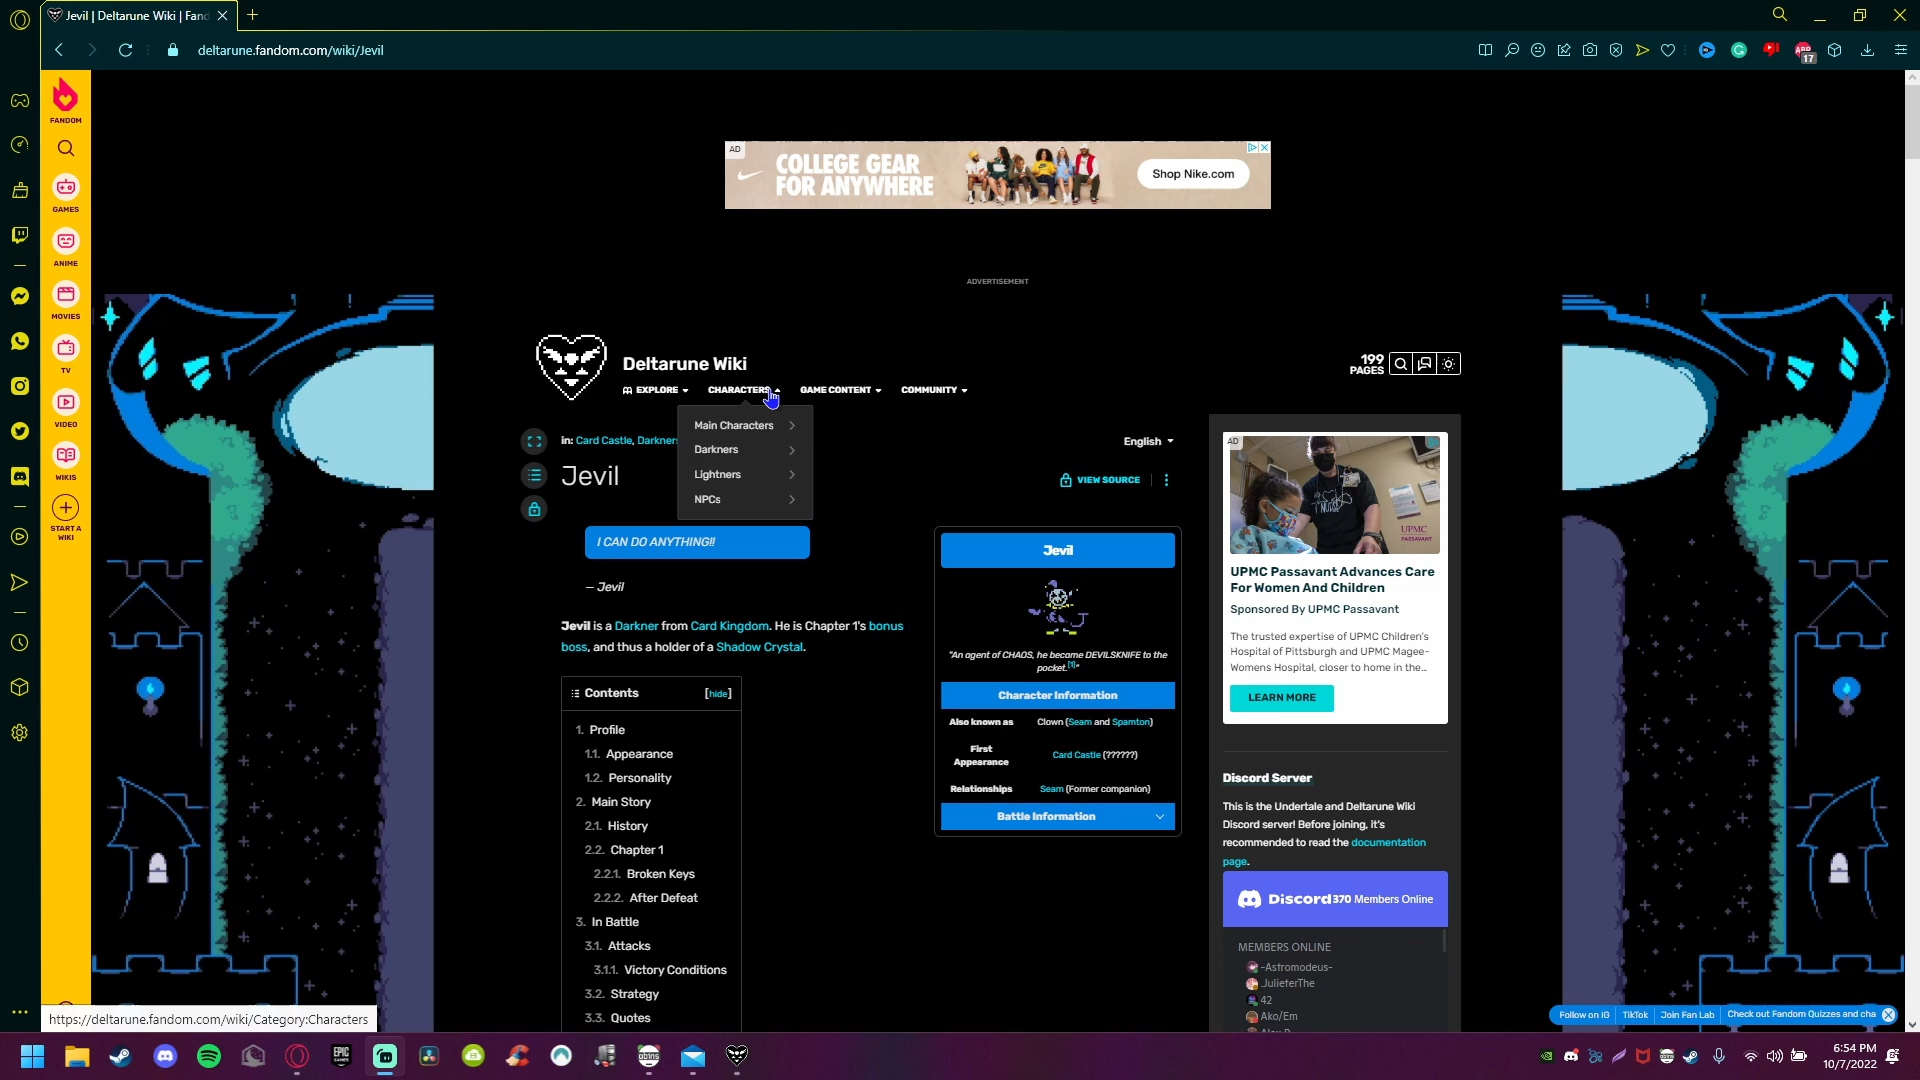 Jevil | Deltarune Wiki | Fand
deltarune.fandom.com/wiki/Jevil
17
FANDOM
GAMES
ANIME
MOVIES
TV
VIDEO
WIKIS
START A
WIKI
AD
COLLEGE GEAR
FOR ANYWHERE
Shop Nike.com
ADVERTISEMENT
Deltarune Wiki
EXPLORE
CHARACTERS
GAME CONTENT
COMMUNITY
199
PAGES
Main Characters
Darkners
Lightners
NPCs
in: Card Castle, Darkners
English
Jevil
VIEW SOURCE
I CAN DO ANYTHING!!
— Jevil
Jevil is a Darkner from Card Kingdom. He is Chapter 1's bonus
boss, and thus a holder of a Shadow Crystal.
Contents [hide]
1. Profile
1.1. Appearance
1.2. Personality
2. Main Story
2.1. History
2.2. Chapter 1
2.2.1. Broken Keys
2.2.2. After Defeat
3. In Battle
3.1. Attacks
3.1.1. Victory Conditions
3.2. Strategy
3.3. Quotes
Jevil
"An agent of CHAOS, he became DEVILSKNIFE to the
pocket.[1]"
Character Information
Also known as Clown (Seam and Spamton)
First
Appearance
Card Castle (??????)
Relationships Seam (Former companion)
Battle Information
AD
UPMC
PASSAVANT
UPMC Passavant Advances Care
For Women And Children
Sponsored By UPMC Passavant
The trusted expertise of UPMC Children's
Hospital of Pittsburgh and UPMC Magee-
Womens Hospital, closer to home in the...
LEARN MORE
Discord Server
This is the Undertale and Deltarune Wiki
Discord server! Before joining, it's
recommended to read the documentation
page.
Discord 370 Members Online
MEMBERS ONLINE
-Astromodeus-
.JulieferThe
42
Ako/Em
https://deltarune.fandom.com/wiki/Category:Characters
Follow on IG
TikTok
Join Fan Lab
Check out Fandom Quizzes and cha
EPIC
GAMES
6:54 PM
10/7/2022